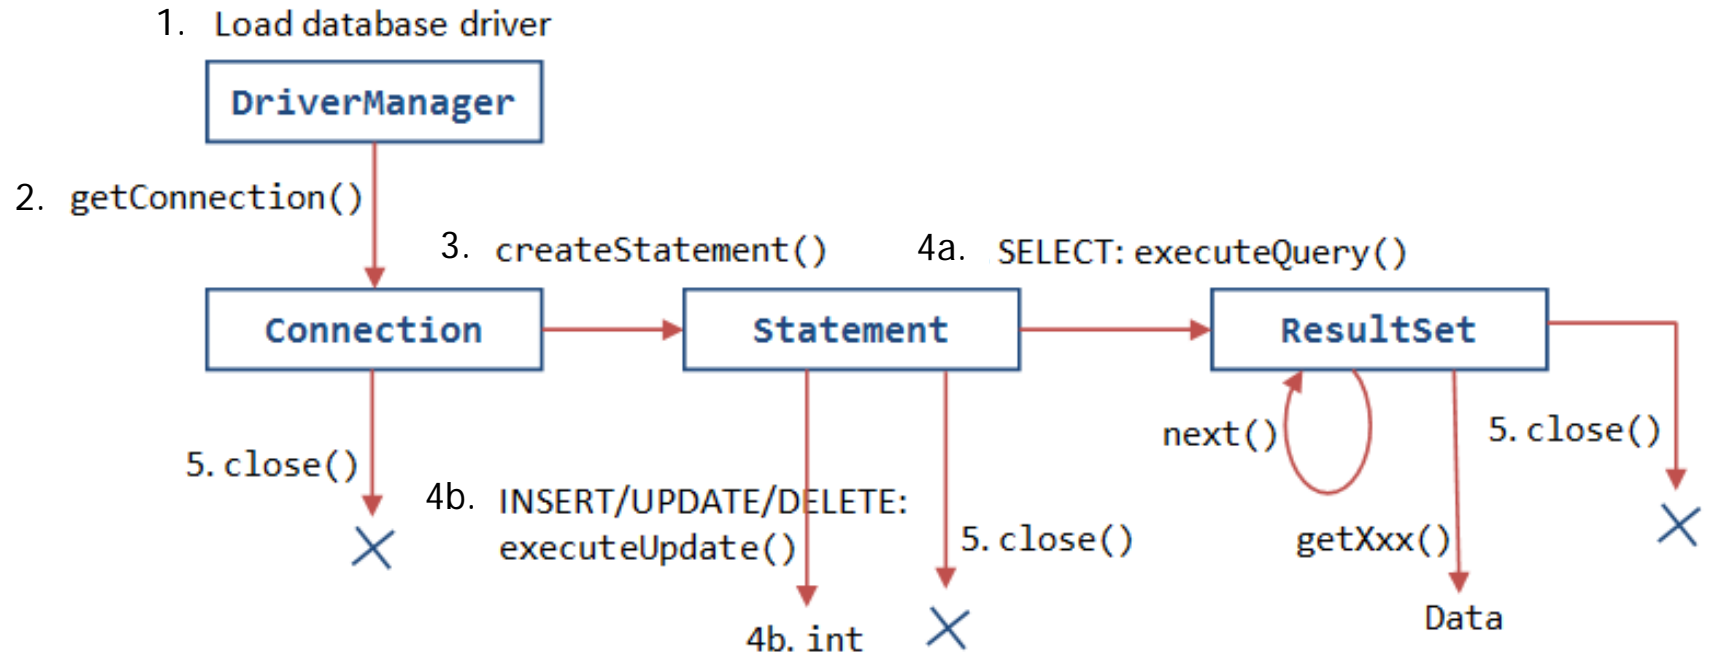 1. Load database driver
DriverManager
2. getConnection()
3. createStatement()
4a. SELECT: executeQuery()
Connection
Statement
ResultSet
next()
5. close()
5. close()
4b. INSERT/UPDATE/DELETE:
executeUpdate()
5. close()
getXxx()
Data
4b. int